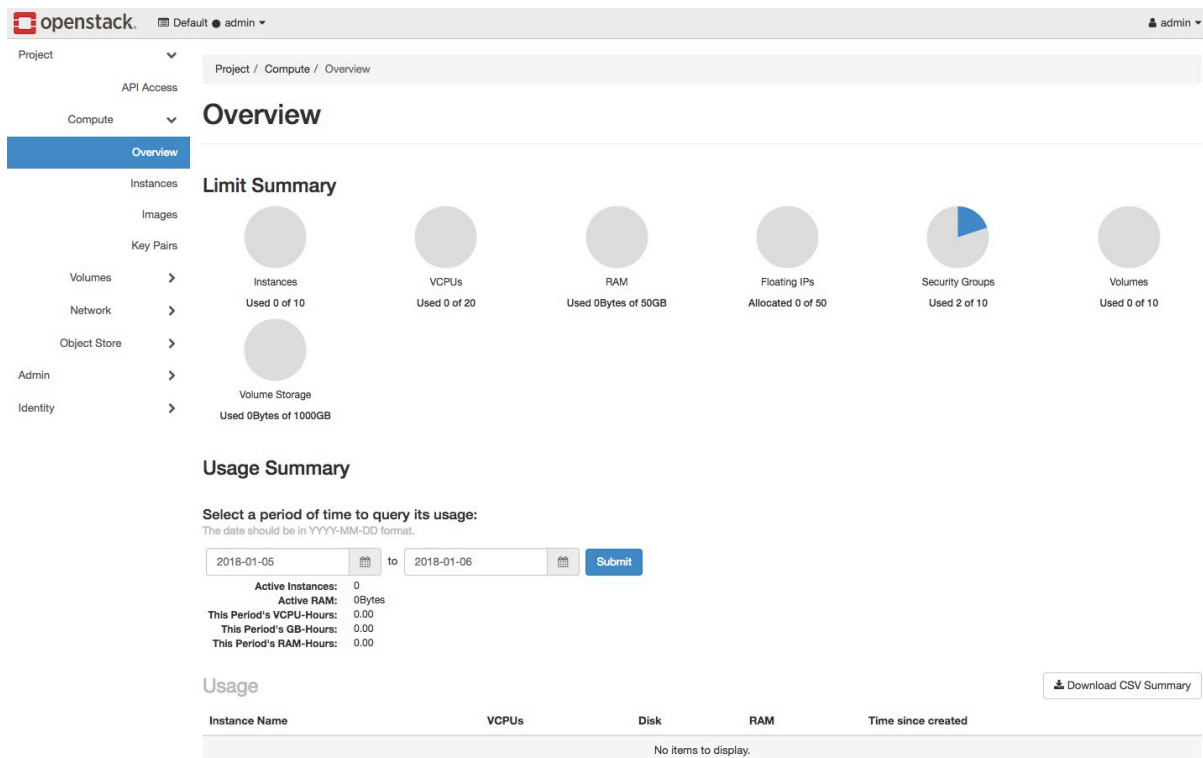 openstack. Default ● admin admin
Project
API Access
Compute
Overview
Instances
Images
Key Pairs
Volumes
Network
Object Store
Admin
Identity
Project / Compute / Overview
Overview
Limit Summary
Instances VCPUs RAM Floating IPs Security Groups Volumes
Used 0 of 10 Used 0 of 20 Used 0Bytes of 50GB Allocated 0 of 50 Used 2 of 10 Used 0 of 10
Volume Storage
Used 0Bytes of 1000GB
Usage Summary
Select a period of time to query its usage:
The date should be in YYYY-MM-DD format.
2018-01-05 to 2018-01-06 Submit
Active Instances: 0
Active RAM: 0Bytes
This Period's VCPU-Hours: 0.00
This Period's GB-Hours: 0.00
This Period's RAM-Hours: 0.00
Usage Download CSV Summary
Instance Name VCPUs Disk RAM Time since created
No items to display.